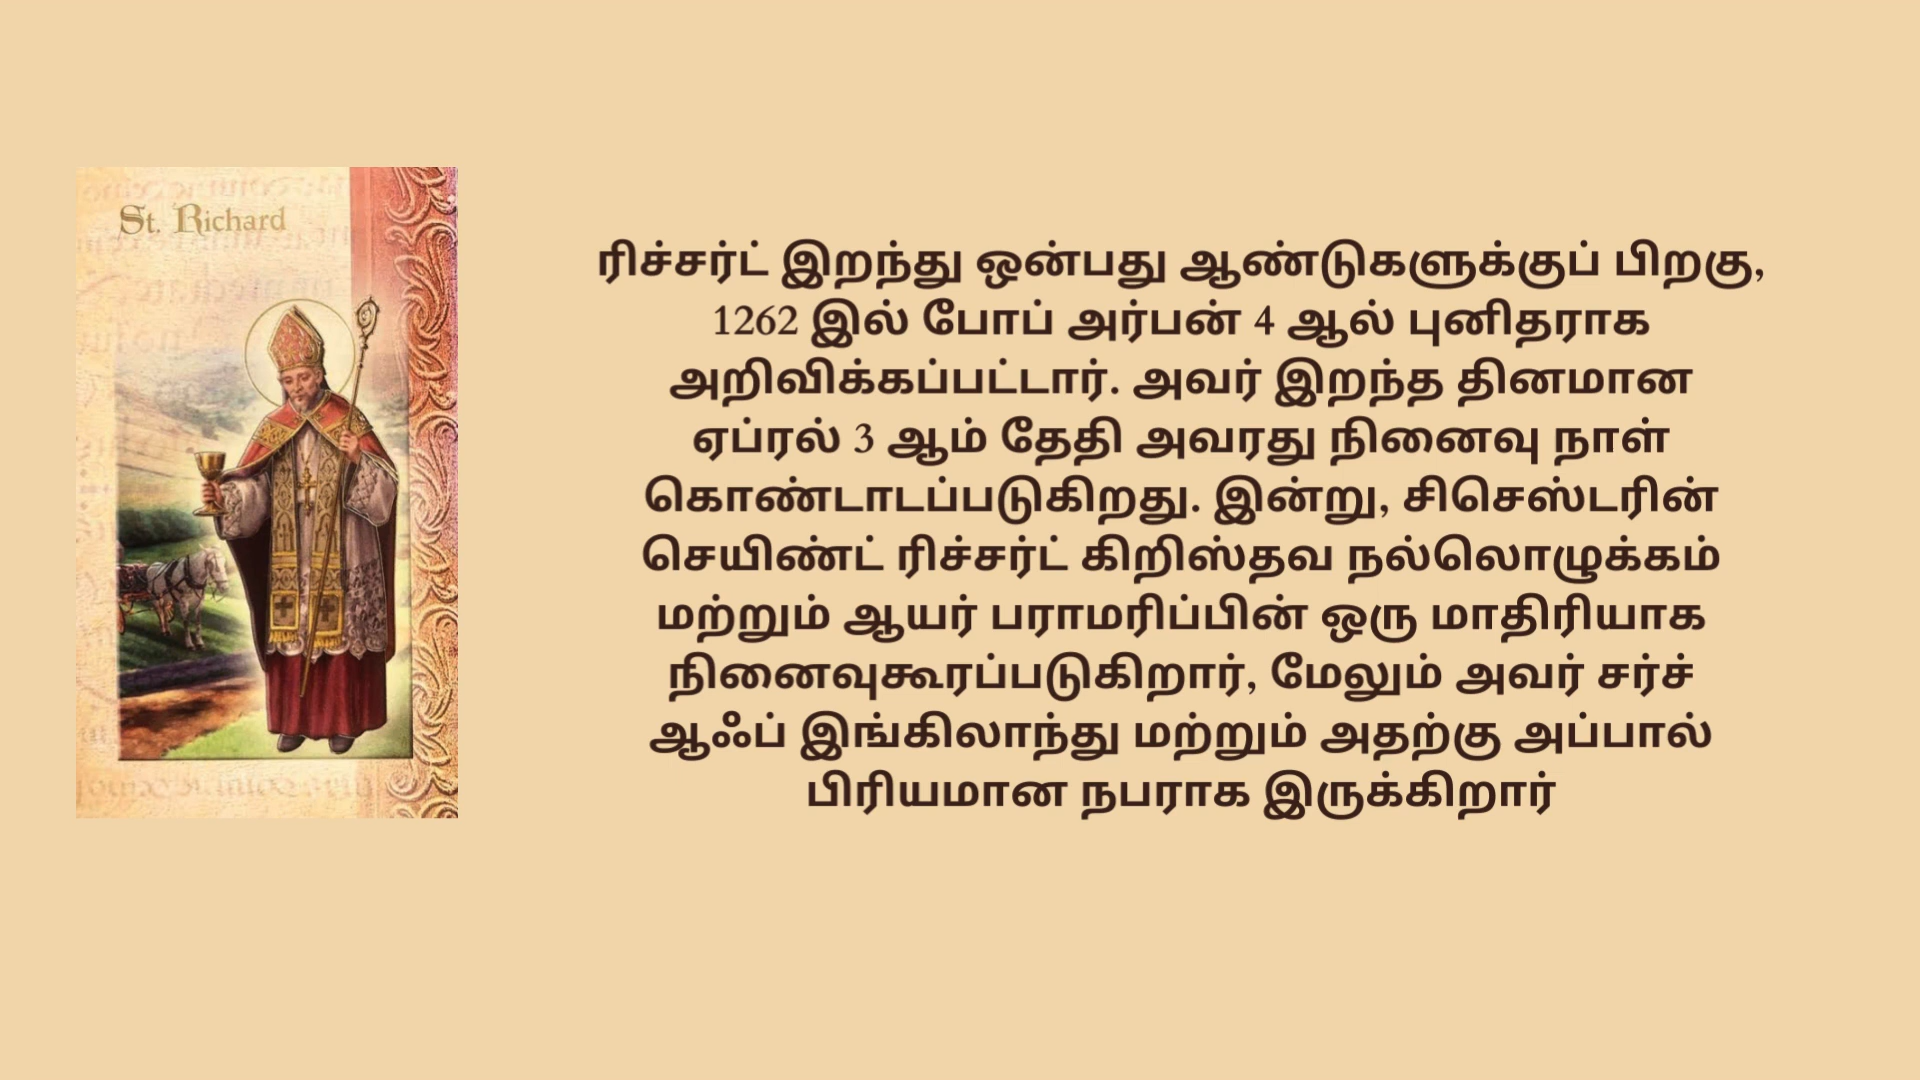 St. Richard
ரிச்சர்ட் இறந்து ஒன்பது ஆண்டுகளுக்குப் பிறகு,
1262 இல் போப் அர்பன் 4 ஆல் புனிதராக
அறிவிக்கப்பட்டார். அவர் இறந்த தினமான
ஏப்ரல் 3 ஆம் தேதி அவரது நினைவு நாள்
கொண்டாடப்படுகிறது. இன்று, சிசெஸ்டரின்
செயிண்ட் ரிச்சர்ட் கிறிஸ்தவ நல்லொழுக்கம்
மற்றும் ஆயர் பராமரிப்பின் ஒரு மாதிரியாக
நினைவுகூரப்படுகிறார், மேலும் அவர் சர்ச்
ஆஃப் இங்கிலாந்து மற்றும் அதற்கு அப்பால்
பிரியமான நபராக இருக்கிறார்